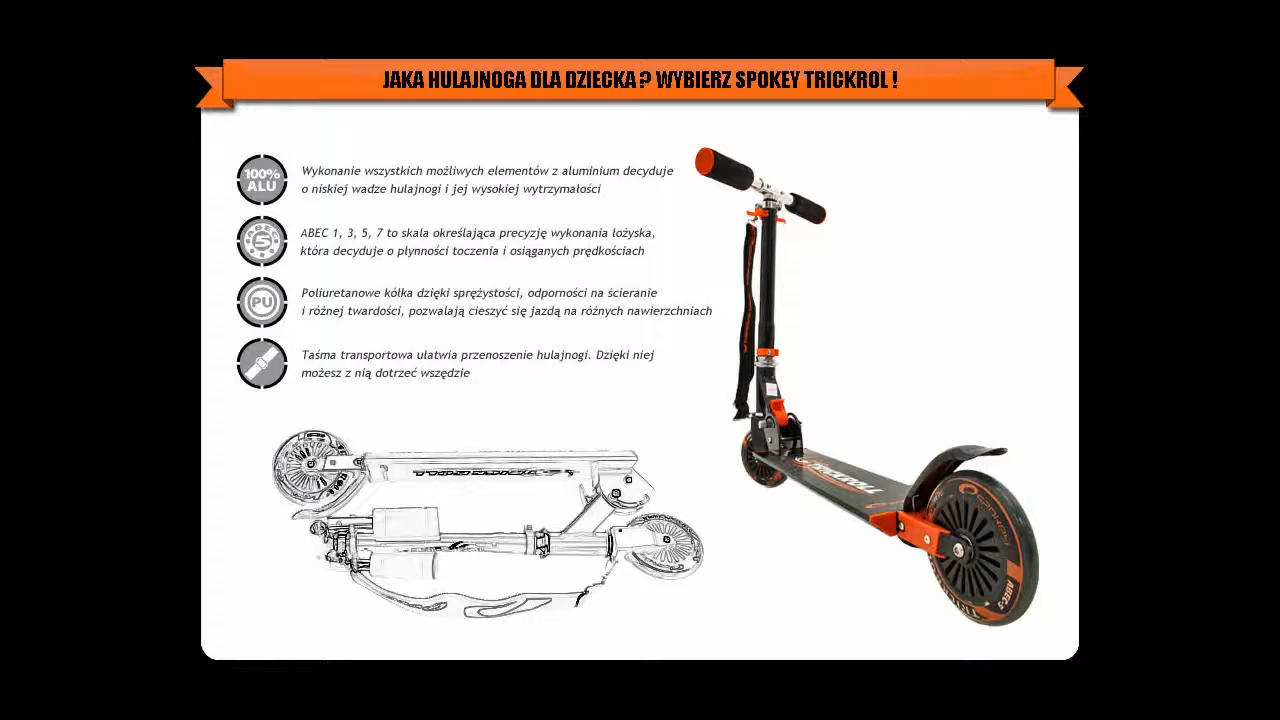 JAKA HULAJNOGA DLA DZIECKA ? WYBIERZ SPOKEY TRICKROL !
100%
ALU
Wykonanie wszystkich możliwych elementów z aluminium decyduje
o niskiej wadze hulajnogi i jej wysokiej wytrzymałości
ABEC
5
ABEC 1, 3, 5, 7 to skala określająca precyzję wykonania łożyska,
która decyduje o płynności toczenia i osiąganych prędkościach
PU
Poliuretanowe kółka dzięki sprężystości, odporności na ścieranie
i różnej twardości, pozwalają cieszyć się jazdą na różnych nawierzchniach
Taśma transportowa ułatwia przenoszenie hulajnogi. Dzięki niej
możesz z nią dotrzeć wszędzie
SPOKEY